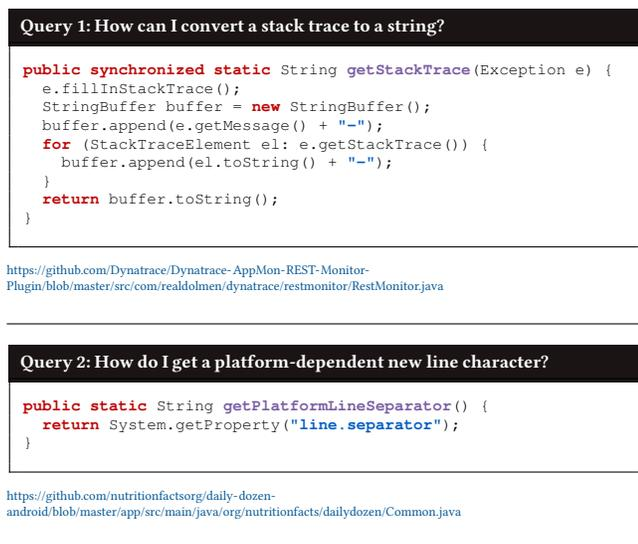 Query 1: How can I convert a stack trace to a string?
public synchronized static String getStackTrace(Exception e) {
e.fillInStackTrace();
StringBuffer buffer = new StringBuffer();
buffer.append(e.getMessage() + "-");
for (StackTraceElement el: e.getStackTrace()) {
buffer.append(el.toString() + "-");
}
return buffer.toString();
}
https://github.com/Dynatrace/Dynatrace-AppMon-REST-Monitor-
Plugin/blob/master/src/com/realdolmen/dynatrace/restmonitor/RestMonitor.java
Query 2: How do I get a platform-dependent new line character?
public static String getPlatformLineSeparator() {
return System.getProperty("line.separator");
}
https://github.com/nutritionfactsorg/daily-dozen-
android/blob/master/app/src/main/java/org/nutritionfacts/dailydozen/Common.java